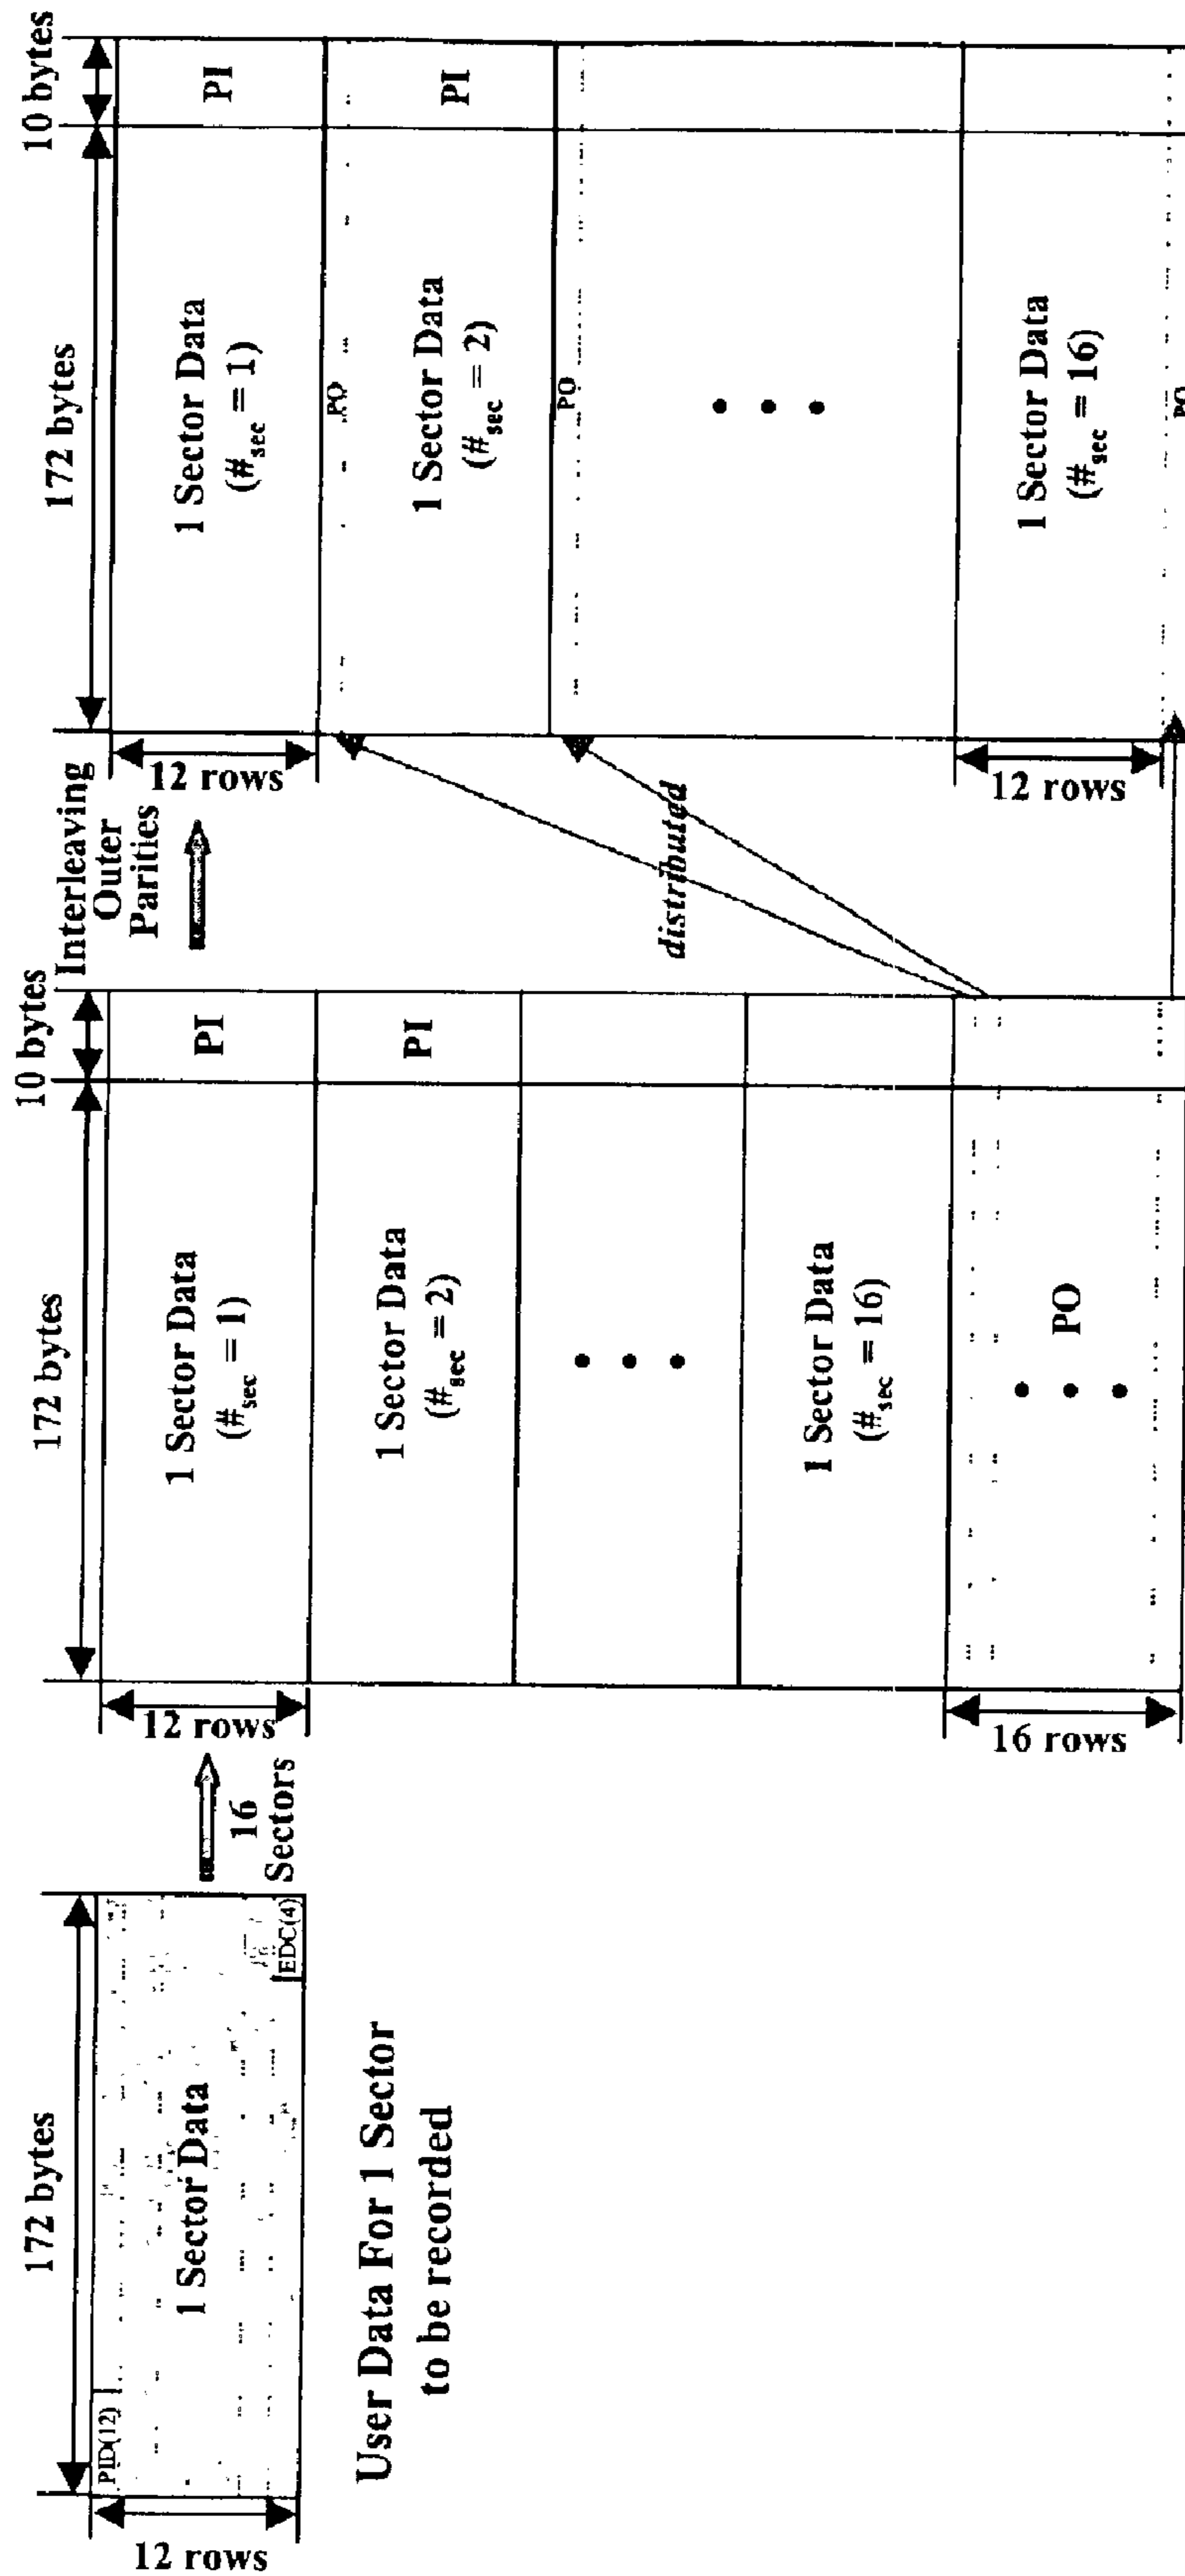 172 bytes
12 rows
PID(12)
1 Sector Data
EDC(4)
User Data For 1 Sector
to be recorded
16
Sectors
172 bytes
10 bytes
12 rows
1 Sector Data
(#sec = 1)
PI
1 Sector Data
(#sec = 2)
PI
1 Sector Data
(#sec = 16)
16 rows
PO
Interleaving
Outer
Parities
distributed
172 bytes
10 bytes
12 rows
1 Sector Data
(#sec = 1)
PI
PO
1 Sector Data
(#sec = 2)
PI
PO
12 rows
1 Sector Data
(#sec = 16)
PO